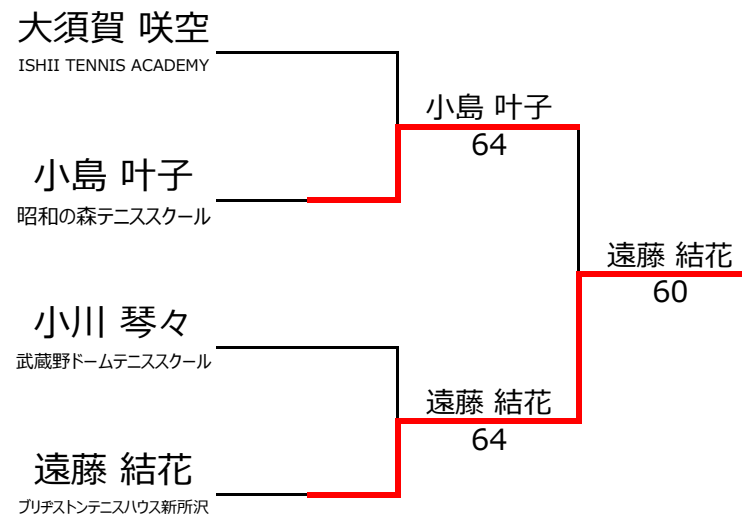 大須賀 咲空
ISHII TENNIS ACADEMY
小島 叶子
64
小島 叶子
昭和の森テニススクール
遠藤 結花
60
小川 琴々
武蔵野ドームテニススクール
遠藤 結花
64
遠藤 結花
ブリヂストンテニスハウス新所沢